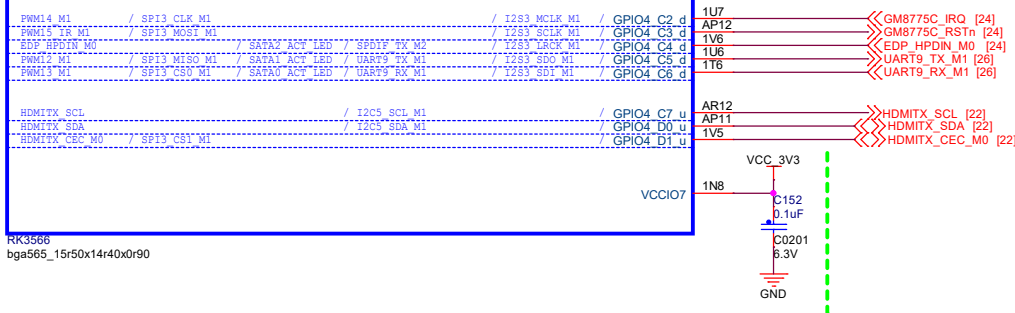 PWM14_M1 / SPI3_CLK_M1 / I2S3_MCLK_M1 / GPIO4_C2_d 1U7 GM8775C_IRQ [24]
PWM15_IR_M1 / SPI3_MOSI_M1 / I2S3_SCLK_M1 / GPIO4_C3_d AP12 GM8775C_RSTn [24]
EDP_HPDIN_M0 / SATA2_ACT_LED / SPDIF_TX_M2 / I2S3_LRCK_M1 / GPIO4_C4_d 1V6 EDP_HPDIN_M0 [24]
PWM12_M1 / SPI3_MISO_M1 / SATA1_ACT_LED / UART9_TX_M1 / I2S3_SDO_M1 / GPIO4_C5_d 1U6 UART9_TX_M1 [26]
PWM13_M1 / SPI3_CS0_M1 / SATA0_ACT_LED / UART9_RX_M1 / I2S3_SDI_M1 / GPIO4_C6_d 1T6 UART9_RX_M1 [26]
HDMITX_SCL / I2C5_SCL_M1 / GPIO4_C7_u AR12 HDMITX_SCL [22]
HDMITX_SDA / I2C5_SDA_M1 / GPIO4_D0_u AP11 HDMITX_SDA [22]
HDMITX_CEC_M0 / SPI3_CS1_M1 / GPIO4_D1_u 1V5 HDMITX_CEC_M0 [22]
VCC_3V3
VCCIO7 1N8
C152
0.1uF
RK3566 C0201
bga565_15r50x14r40x0r90 6.3V
GND